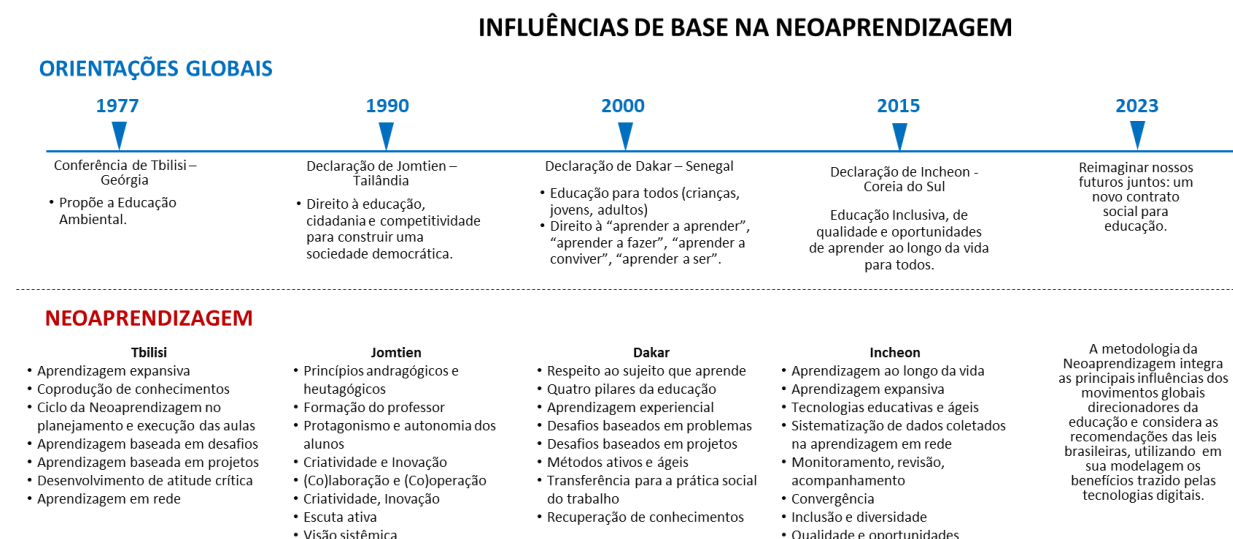 INFLUÊNCIAS DE BASE NA NEOAPRENDIZAGEM
ORIENTAÇÕES GLOBAIS
1977
Conferência de Tbilisi –
Geórgia
• Propõe a Educação
Ambiental.
1990
Declaração de Jomtien –
Tailândia
• Direito à educação,
cidadania e competitividade
para construir uma
sociedade democrática.
2000
Declaração de Dakar – Senegal
• Educação para todos (crianças,
jovens, adultos)
• Direito à “aprender a aprender”,
“aprender a fazer”, “aprender a
conviver”, “aprender a ser”.
2015
Declaração de Incheon -
Coreia do Sul
Educação Inclusiva, de
qualidade e oportunidades
de aprender ao longo da vida
para todos.
2023
Reimaginar nossos
futuros juntos: um
novo contrato
social para
educação.
NEOAPRENDIZAGEM
Tbilisi
• Aprendizagem expansiva
• Coprodução de conhecimentos
• Ciclo da Neoaprendizagem no
planejamento e execução das aulas
• Aprendizagem baseada em desafios
• Aprendizagem baseada em projetos
• Desenvolvimento de atitude crítica
• Aprendizagem em rede
Jomtien
• Princípios andragógicos e
heutagógicos
• Formação do professor
• Protagonismo e autonomia dos
alunos
• Criatividade e Inovação
• (Co)laboração e (Co)operação
• Criatividade, Inovação
• Escuta ativa
• Visão sistêmica
Dakar
• Respeito ao sujeito que aprende
• Quatro pilares da educação
• Aprendizagem experiencial
• Desafios baseados em problemas
• Desafios baseados em projetos
• Métodos ativos e ágeis
• Transferência para a prática social
do trabalho
• Recuperação de conhecimentos
Incheon
• Aprendizagem ao longo da vida
• Aprendizagem expansiva
• Tecnologias educativas e ágeis
• Sistematização de dados coletados
na aprendizagem em rede
• Monitoramento, revisão,
acompanhamento
• Convergência
• Inclusão e diversidade
• Qualidade e oportunidades
A metodologia da
Neoaprendizagem integra
as principais influências dos
movimentos globais
direcionadores da
educação e considera as
recomendações das leis
brasileiras, utilizando em
sua modelagem os
benefícios trazido pelas
tecnologias digitais.